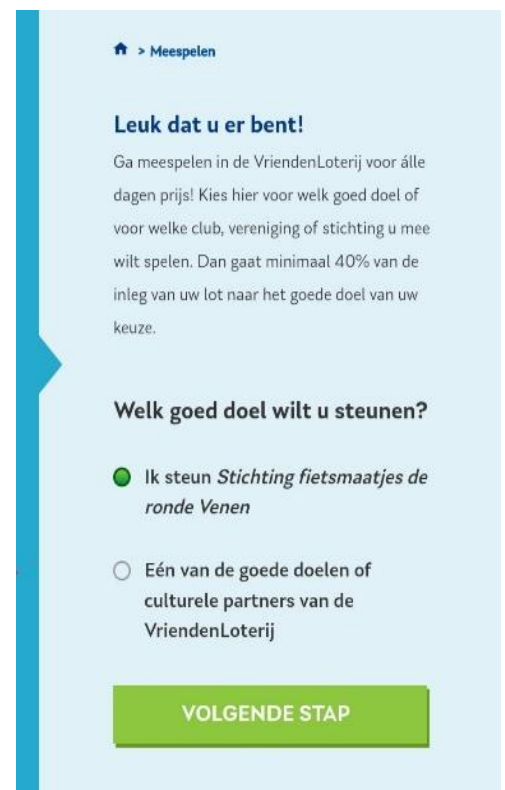 > Meespelen
Leuk dat u er bent!
Ga meespelen in de VriendenLoterij voor álle
dagen prijs! Kies hier voor welk goed doel of
voor welke club, vereniging of stichting u mee
wilt spelen. Dan gaat minimaal 40% van de
inleg van uw lot naar het goede doel van uw
keuze.
Welk goed doel wilt u steunen?
Ik steun Stichting fietsmaatjes de
ronde Venen
Eén van de goede doelen of
culturele partners van de
VriendenLoterij
VOLGENDE STAP